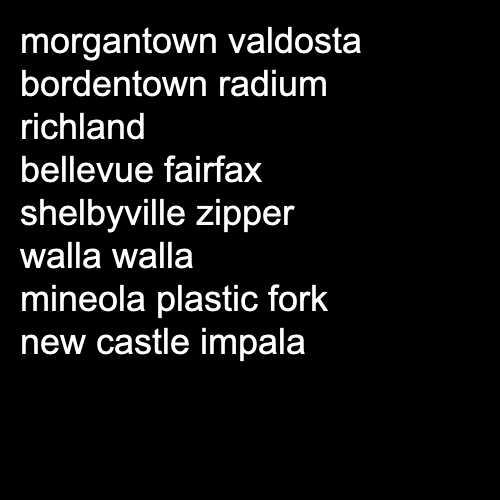 morgantown valdosta
bordentown radium
richland
bellevue fairfax
shelbyville zipper
walla walla
mineola plastic fork
new castle impala